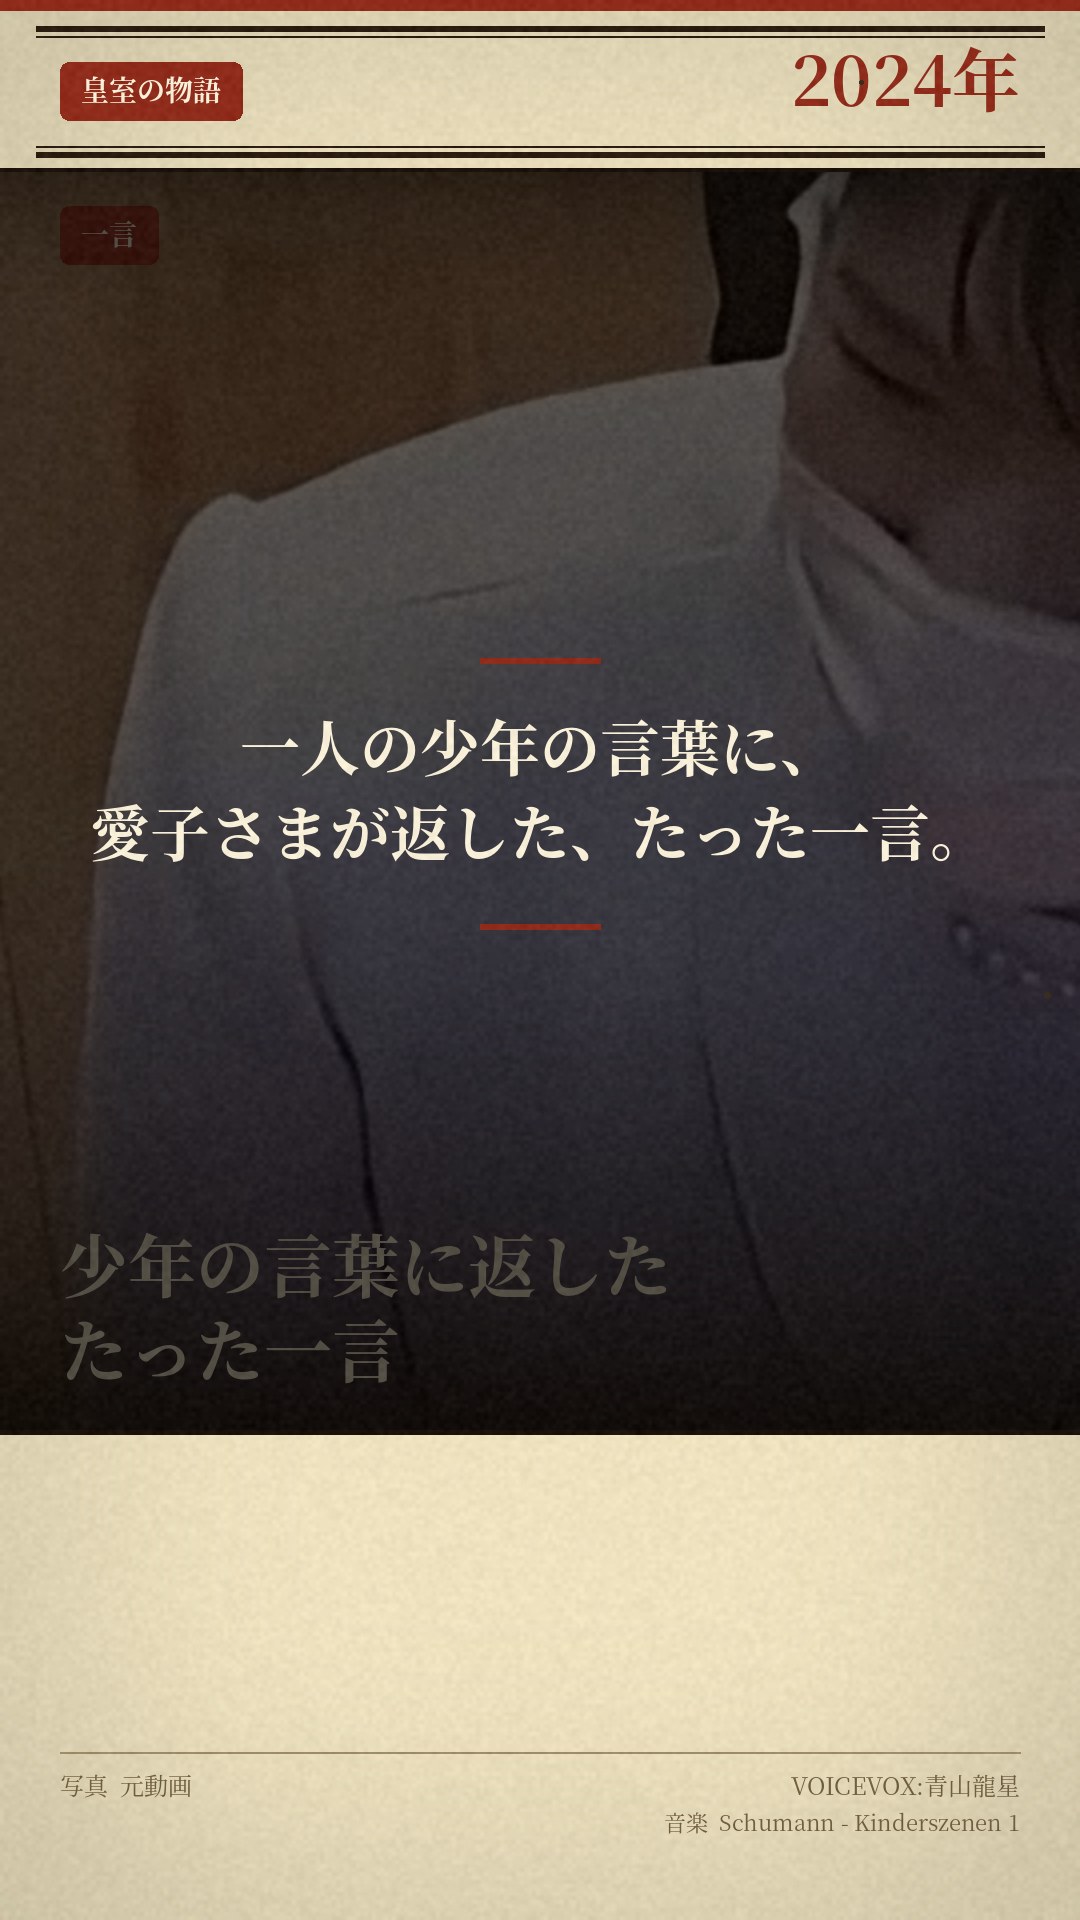 皇室の物語
2024年
一言
一人の少年の言葉に、
愛子さまが返した、たった一言。
少年の言葉に返した
たった一言
写真 元動画
VOICEVOX:青山龍星
音楽 Schumann - Kinderszenen 1